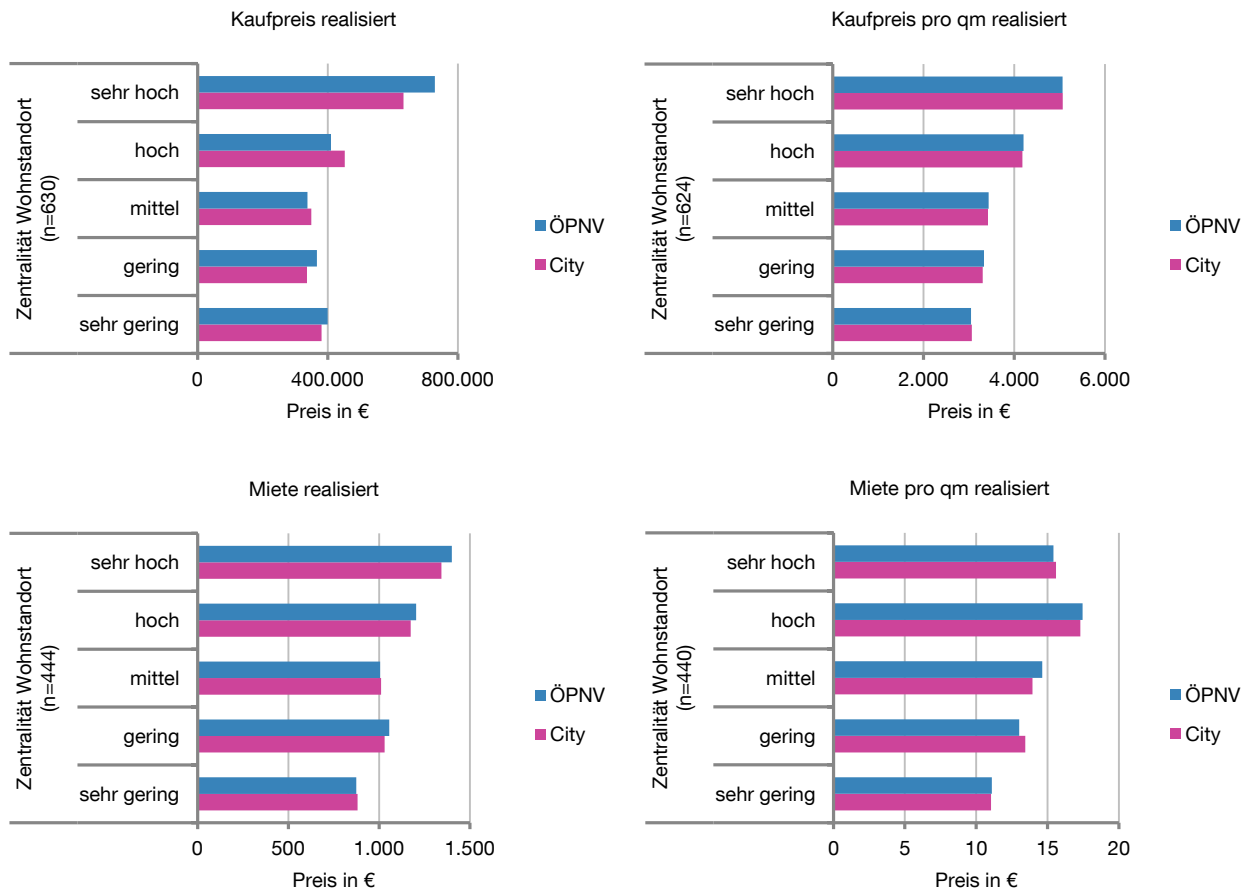 Kaufpreis realisiert
Zentralität Wohnstandort
(n=630)
sehr hoch
hoch
mittel
gering
sehr gering
0
400.000
800.000
Preis in €
ÖPNV
City
Kaufpreis pro qm realisiert
Zentralität Wohnstandort
(n=624)
sehr hoch
hoch
mittel
gering
sehr gering
0
2.000
4.000
6.000
Preis in €
ÖPNV
City
Miete realisiert
Zentralität Wohnstandort
(n=444)
sehr hoch
hoch
mittel
gering
sehr gering
0
500
1.000
1.500
Preis in €
ÖPNV
City
Miete pro qm realisiert
Zentralität Wohnstandort
(n=440)
sehr hoch
hoch
mittel
gering
sehr gering
0
5
10
15
20
Preis in €
ÖPNV
City